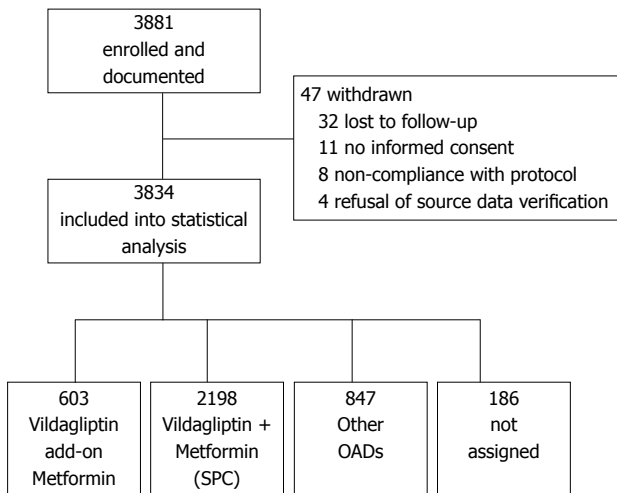 3881
enrolled and
documented
47 withdrawn
32 lost to follow-up
11 no informed consent
8 non-compliance with protocol
4 refusal of source data verification
3834
included into statistical
analysis
603
Vildagliptin
add-on
Metformin
2198
Vildagliptin +
Metformin
(SPC)
847
Other
OADs
186
not
assigned